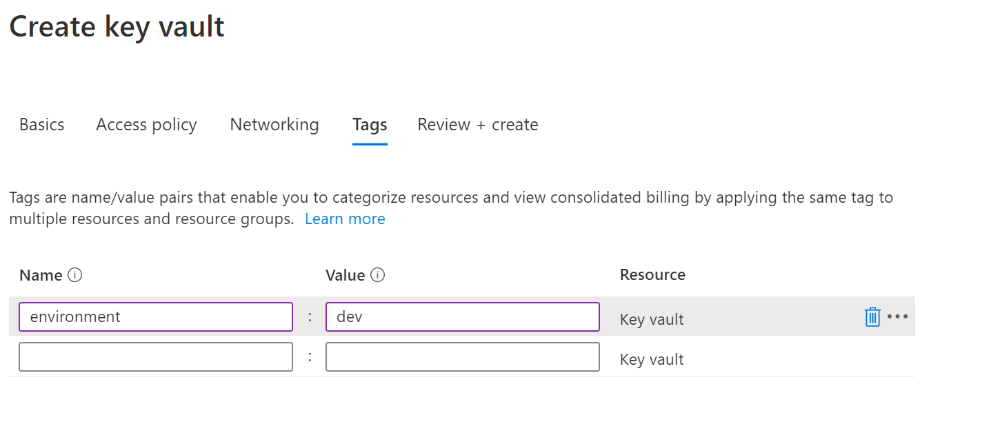 Create key vault
Basics Access policy Networking Tags Review + create
Tags are name/value pairs that enable you to categorize resources and view consolidated billing by applying the same tag to
multiple resources and resource groups. Learn more
Name Value Resource
environment : dev Key vault
: Key vault